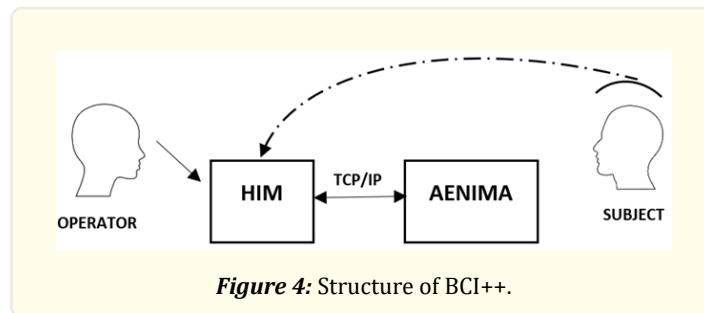 TCP/IP
HIM
AENIMA
OPERATOR
SUBJECT
Figure 4: Structure of BCI++.